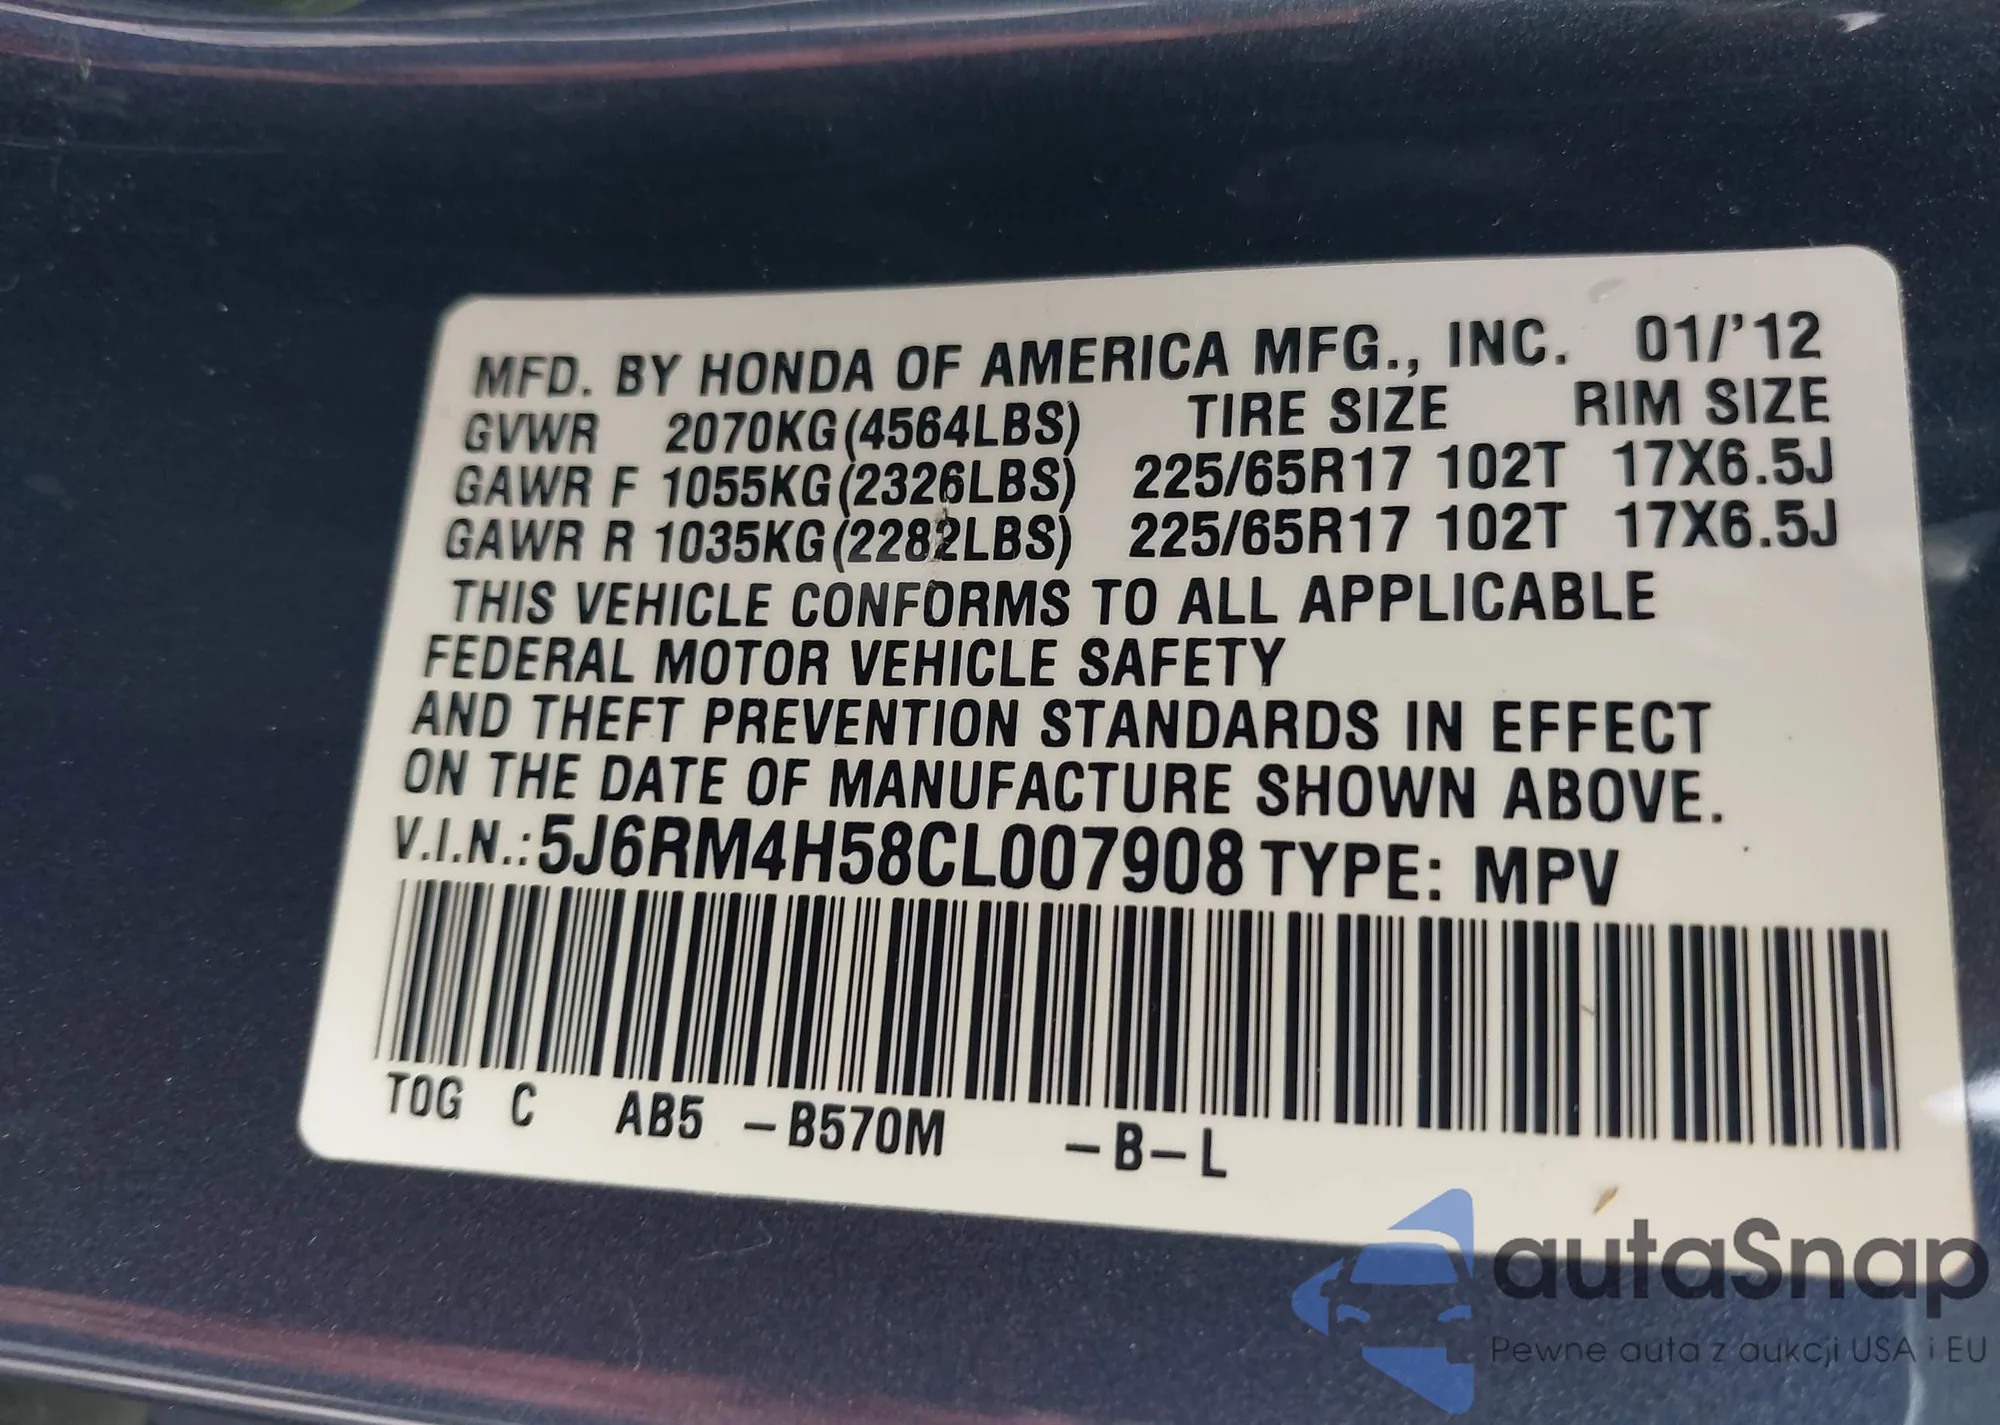 MFD. BY HONDA OF AMERICA MFG., INC. 01/'12
GVWR 2070KG(4564LBS) TIRE SIZE RIM SIZE
GAWR F 1055KG(2326LBS) 225/65R17 102T 17X6.5J
GAWR R 1035KG(2282LBS) 225/65R17 102T 17X6.5J
THIS VEHICLE CONFORMS TO ALL APPLICABLE
FEDERAL MOTOR VEHICLE SAFETY
AND THEFT PREVENTION STANDARDS IN EFFECT
ON THE DATE OF MANUFACTURE SHOWN ABOVE.
V.I.N.:5J6RM4H58CL007908 TYPE: MPV
T0G C AB5 -B570M -B-L
autaSnap
Pewne auta z aukcji USA i EU